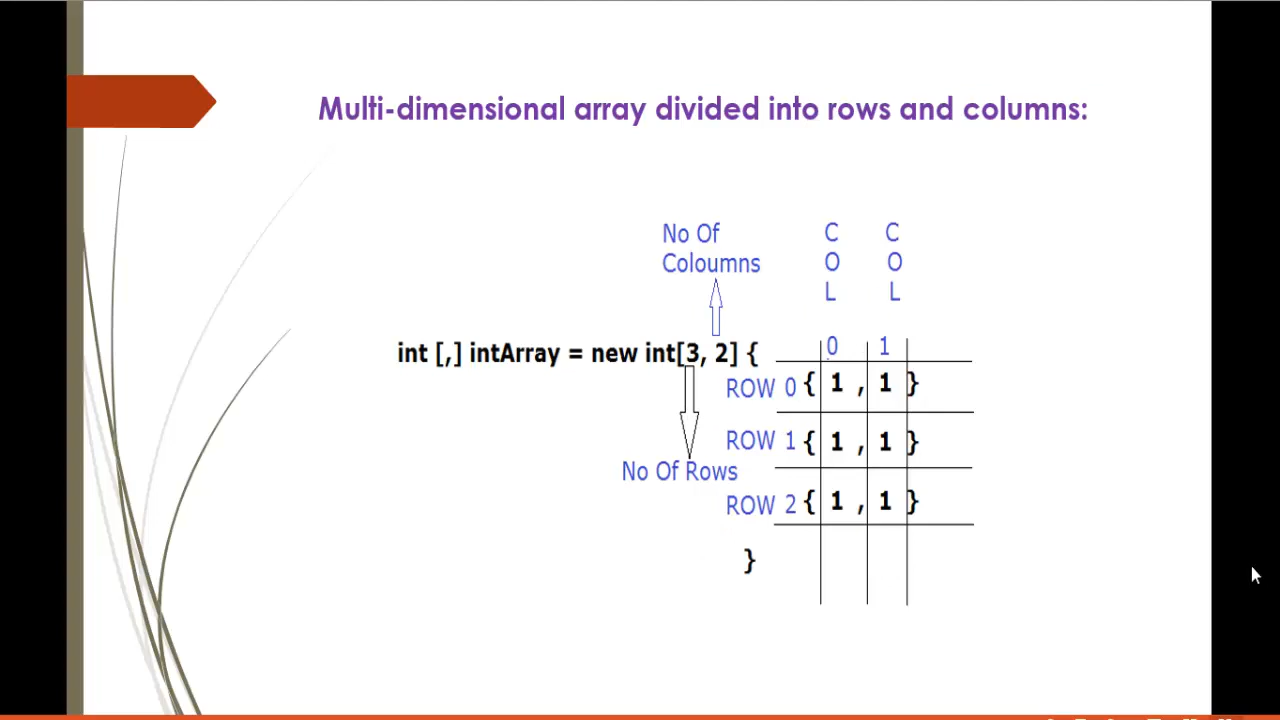 Multi-dimensional array divided into rows and columns:
No Of
Coloumns
C
O
L
C
O
L
0 1
int [,] intArray = new int[3, 2] {
ROW 0 { 1 , 1 }
ROW 1 { 1 , 1 }
No Of Rows
ROW 2 { 1 , 1 }
}